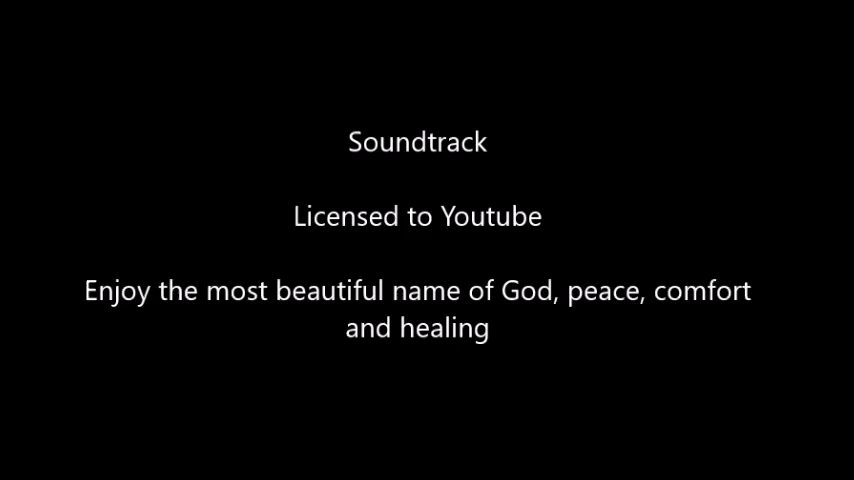 Soundtrack
Licensed to Youtube
Enjoy the most beautiful name of God, peace, comfort
and healing